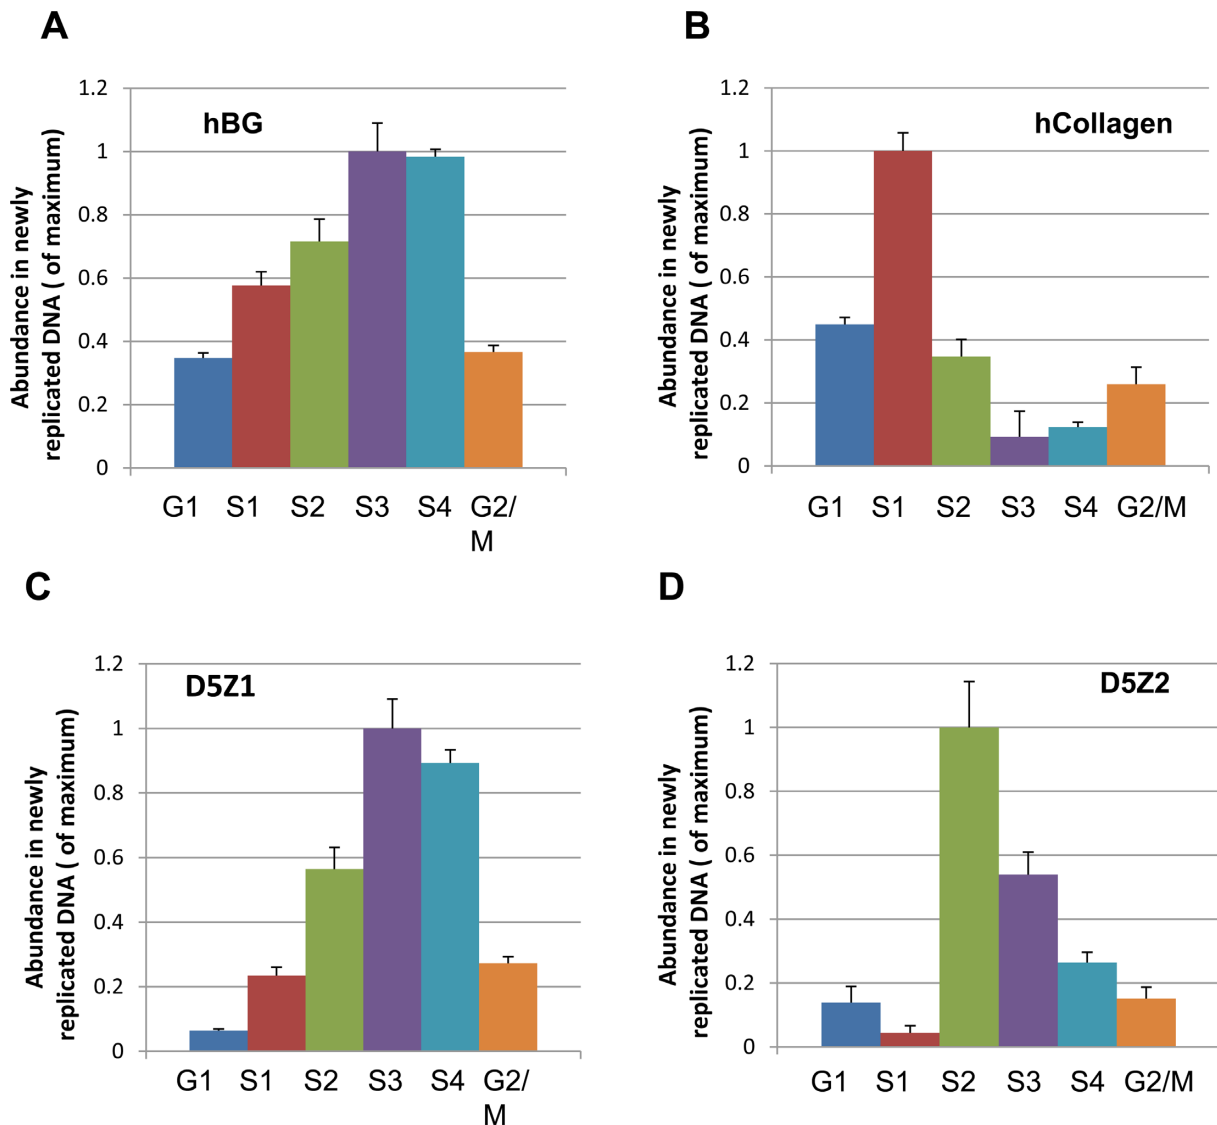 A
Abundance in newly
replicated DNA ( of maximum)
1.2
1
0.8
0.6
0.4
0.2
0
hBG
G1 S1 S2 S3 S4 G2/
M
B
Abundance in newly
replicated DNA ( of maximum)
1.2
1
0.8
0.6
0.4
0.2
0
hCollagen
G1 S1 S2 S3 S4 G2/M
C
Abundance in newly
replicated DNA ( of maximum)
1.2
1
0.8
0.6
0.4
0.2
0
D5Z1
G1 S1 S2 S3 S4 G2/
M
D
Abundance in newly
replicated DNA ( of maximum)
1.2
1
0.8
0.6
0.4
0.2
0
D5Z2
G1 S1 S2 S3 S4 G2/M